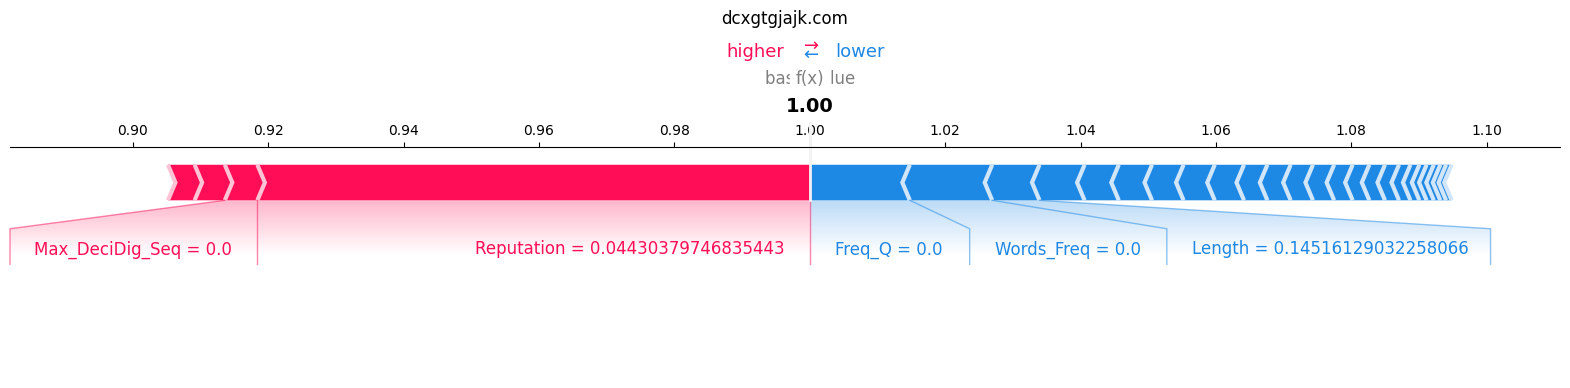 dcxgtgjajk.com
higher ⇄ lower
bas f(x) lue
1.00
0.90 0.92 0.94 0.96 0.98 1.00 1.02 1.04 1.06 1.08 1.10
Max_DeciDig_Seq = 0.0 Reputation = 0.04430379746835443 Freq_Q = 0.0 Words_Freq = 0.0 Length = 0.14516129032258066